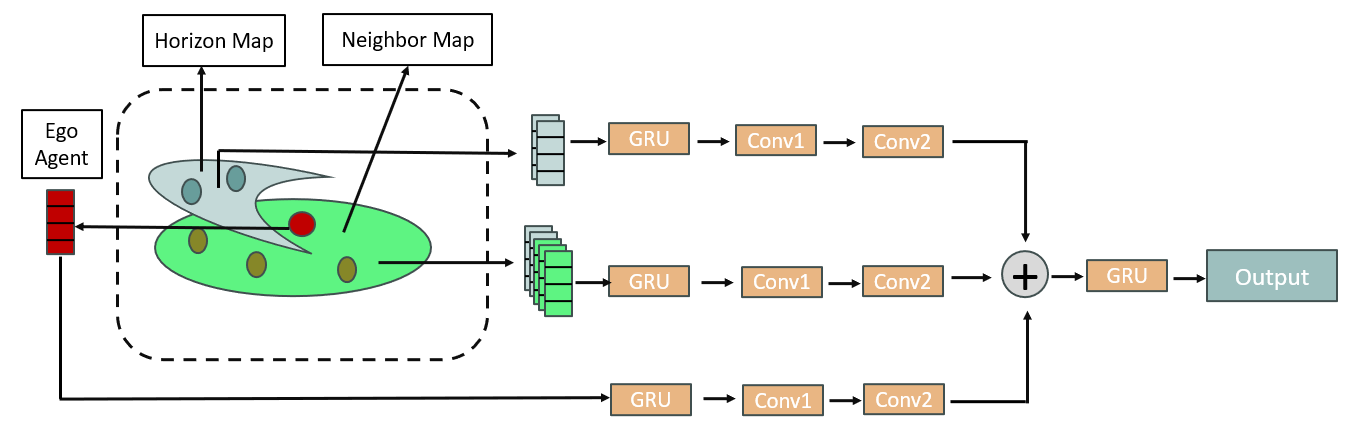 Horizon Map
Neighbor Map
Ego
Agent
GRU
Conv1
Conv2
GRU
Conv1
Conv2
+
GRU
Output
GRU
Conv1
Conv2